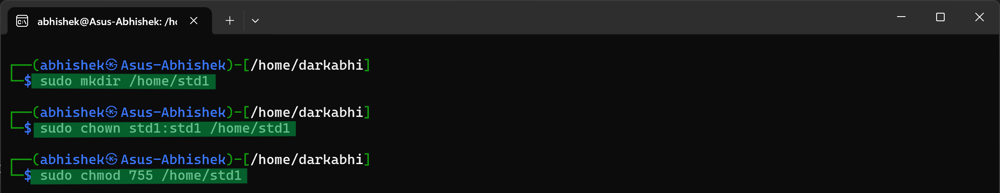 abhishek@Asus-Abhishek: /ho
(abhishek㉿Asus-Abhishek)-[/home/darkabhi]
$ sudo mkdir /home/std1
(abhishek㉿Asus-Abhishek)-[/home/darkabhi]
$ sudo chown std1:std1 /home/std1
(abhishek㉿Asus-Abhishek)-[/home/darkabhi]
$ sudo chmod 755 /home/std1